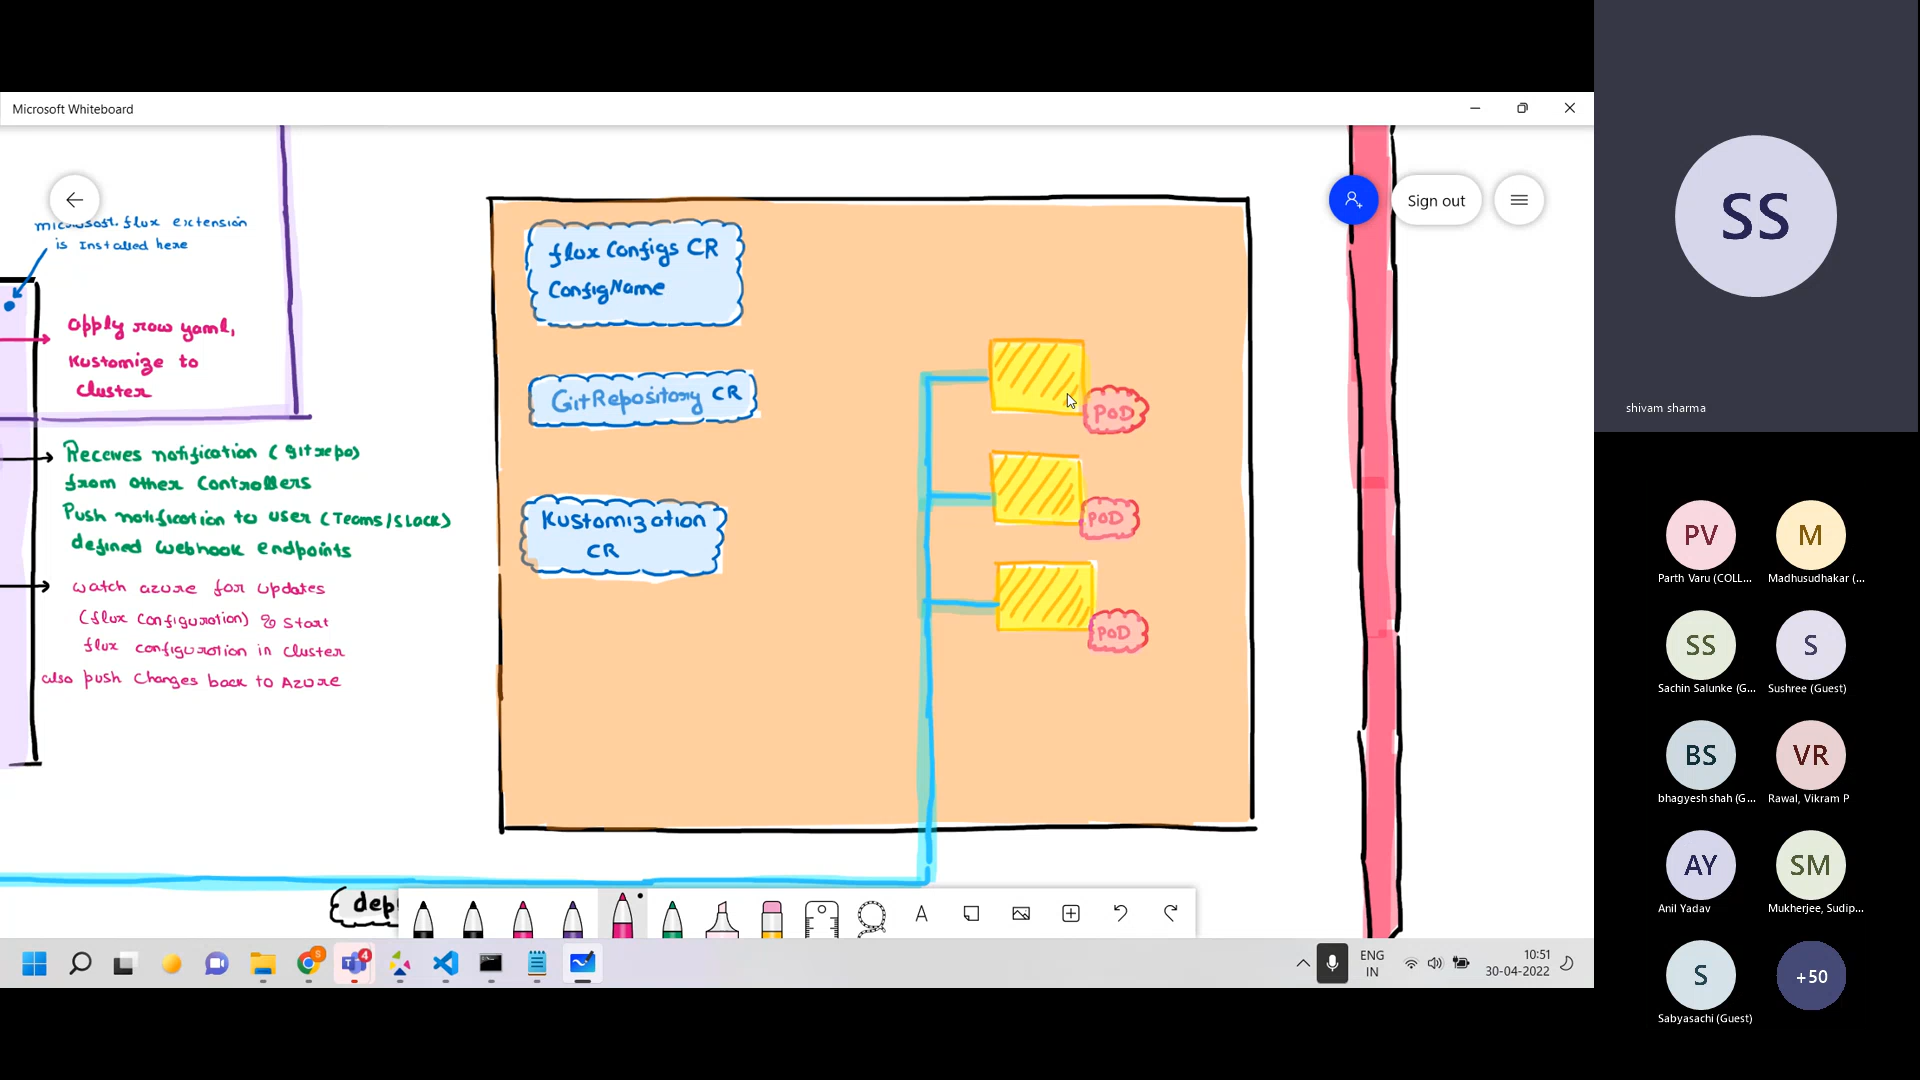 Microsoft Whiteboard
Sign out
microsoft.flux extension
is Installed here
Apply raw yaml,
Kustomize to
Cluster
Receives notification (gitrepo)
from other Controllers
Push notification to user (Teams/Slack)
defined webhook endpoints
watch azure for updates
(flux configuration) & start
flux configuration in cluster
also push Changes back to Azure
flux Configs CR
ConfigName
GitRepository CR
Kustomization
CR
POD
POD
POD
dep
A
4
ENG
IN
10:51
30-04-2022
SS
shivam sharma
PV
M
Parth Varu (COLL...
Madhusudhakar (...
SS
S
Sachin Salunke (G...
Sushree (Guest)
BS
VR
bhagyesh shah (G...
Rawal, Vikram P
AY
SM
Anil Yadav
Mukherjee, Sudip...
S
+50
Sabyasachi (Guest)